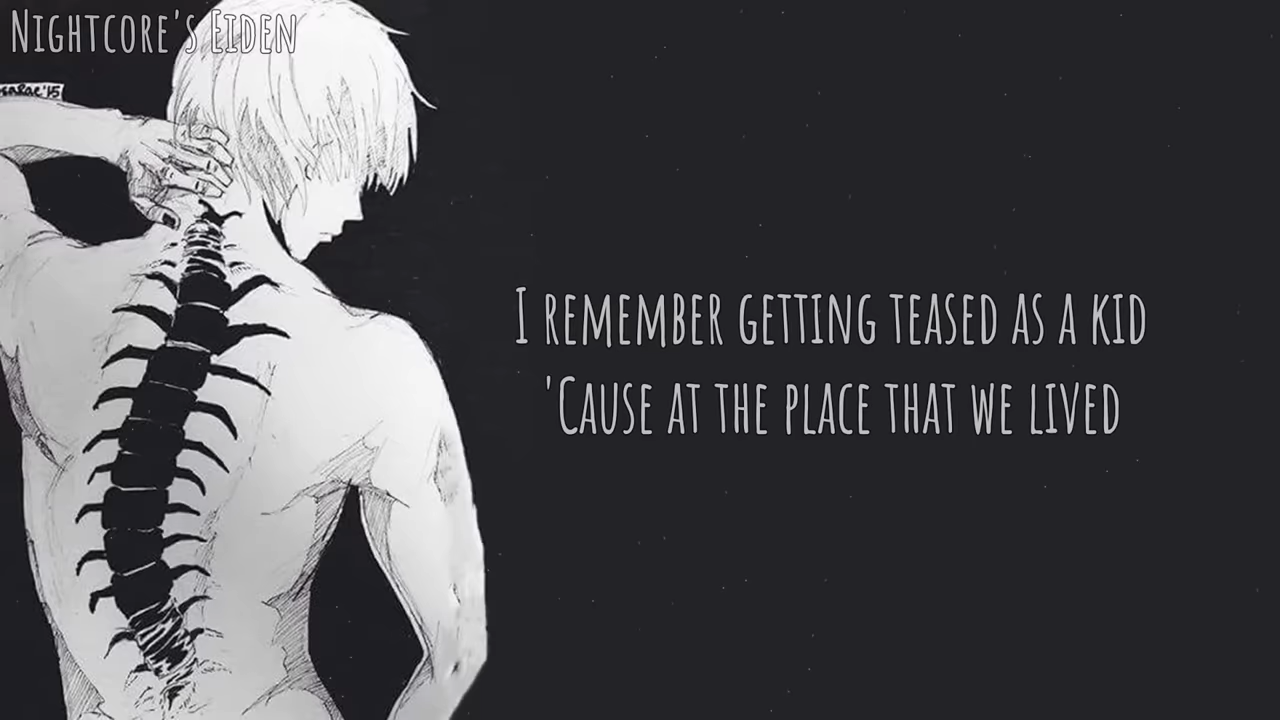 Nightcore's Eiden
I remember getting teased as a kid
'Cause at the place that we lived